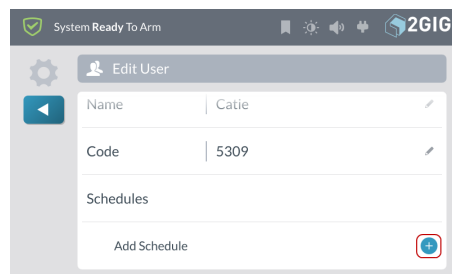 System Ready To Arm
2GIG
Edit User
Name Catie
Code 5309
Schedules
Add Schedule